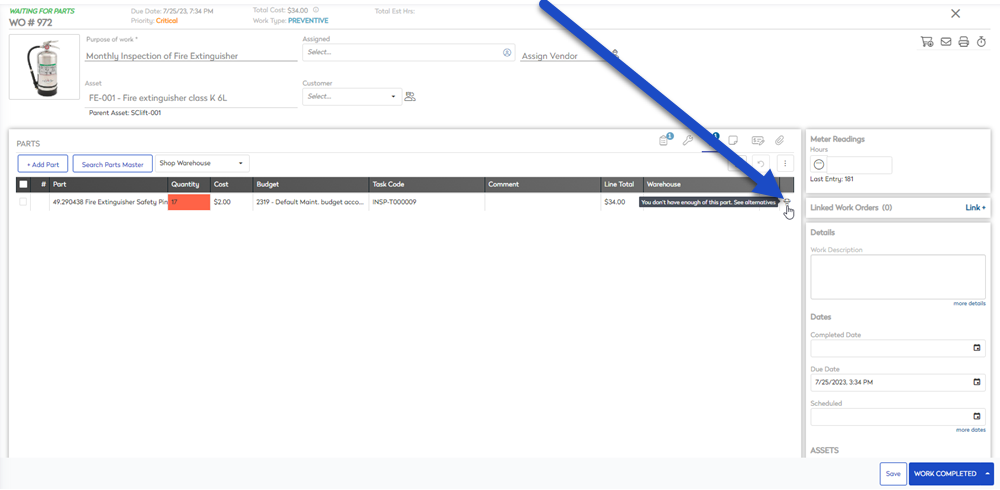 WAITING FOR PARTS
WO # 972
Due Date: 7/25/23, 7:34 PM
Priority: Critical
Total Cost: $34.00
Work Type: PREVENTIVE
Total Est Hrs:
Purpose of work *
Monthly Inspection of Fire Extinguisher
Assigned
Select...
Assign Vendor
Asset
FE-001 - Fire extinguisher class K 6L
Parent Asset: SClift-001
Customer
Select...
PARTS
1
1
+ Add Part
Search Parts Master
Shop Warehouse
# Part Quantity Cost Budget Task Code Comment Line Total Warehouse
49.290438 Fire Extinguisher Safety Pin 17 $2.00 2319 - Default Maint. budget acco... INSP-T000009 $34.00 You don't have enough of this part. See alternatives
Meter Readings
Hours
Last Entry: 181
Linked Work Orders (0) Link +
Details
Work Description
more details
Dates
Completed Date
Due Date
7/25/2023, 3:34 PM
Scheduled
more dates
ASSETS
Save
WORK COMPLETED